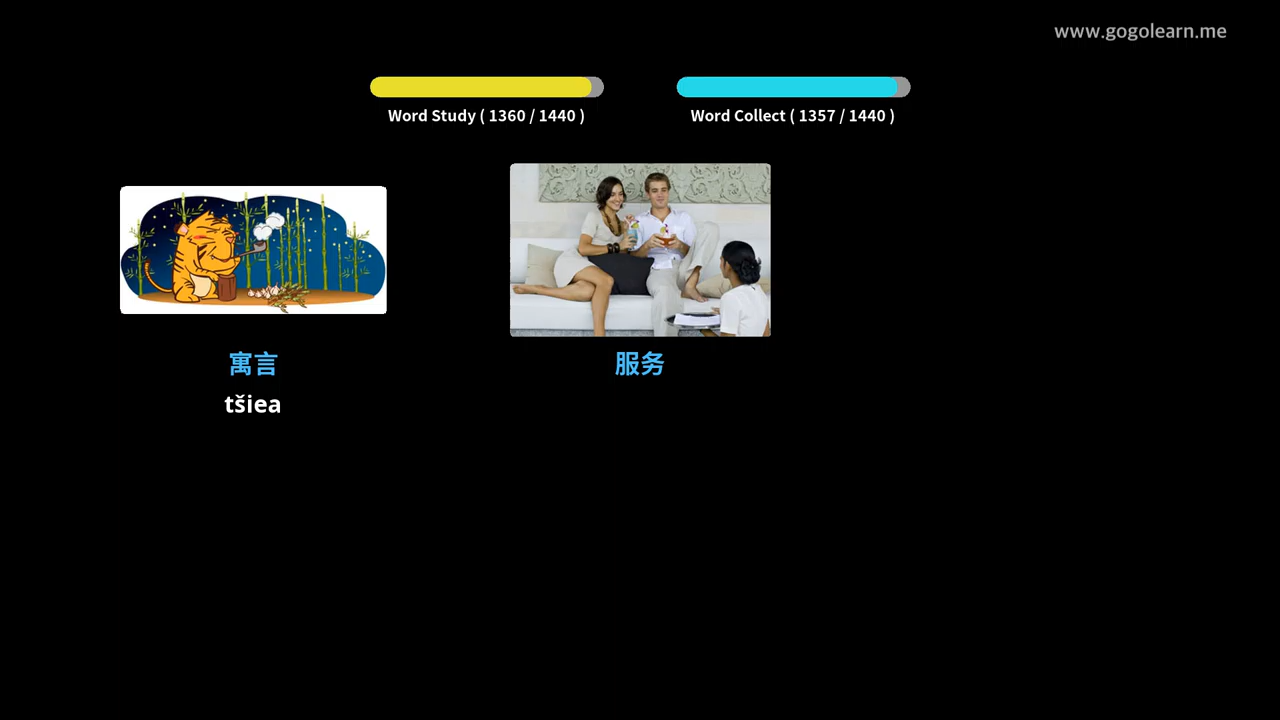 www.gogolearn.me
Word Study ( 1360 / 1440 )
Word Collect ( 1357 / 1440 )
寓言
服务
tšiea